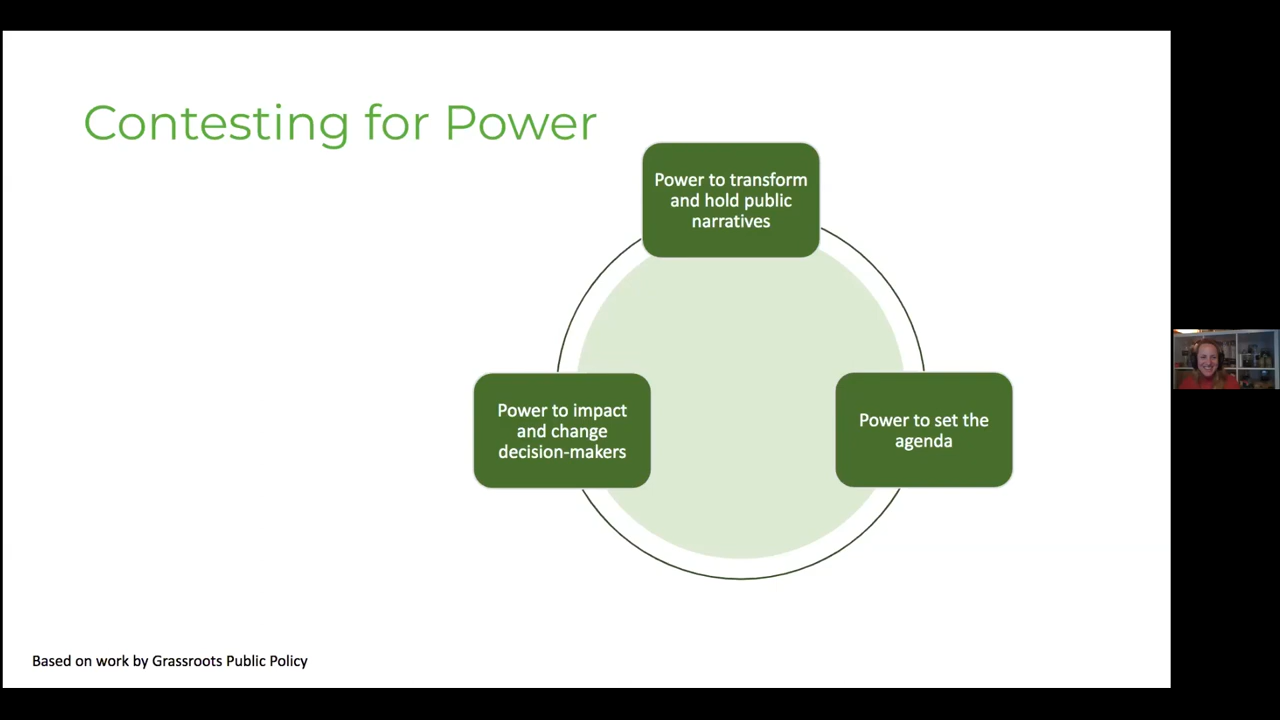 Contesting for Power
Power to transform
and hold public
narratives
Power to impact
and change
decision-makers
Power to set the
agenda
Based on work by Grassroots Public Policy